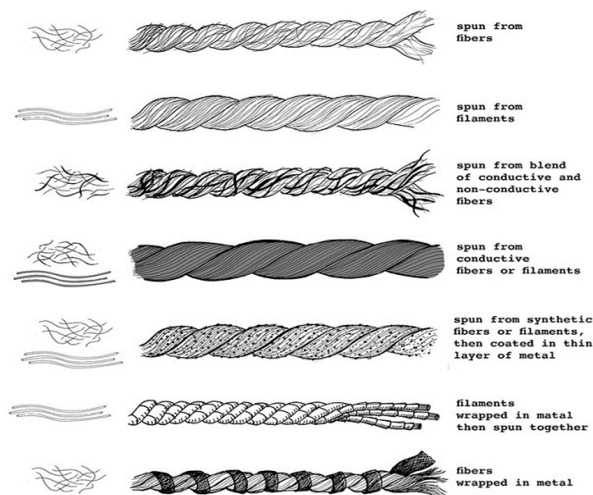 spun from
fibers
spun from
filaments
spun from blend
of conductive and
non-conductive
fibers
spun from
conductive
fibers or filaments
spun from synthetic
fibers or filaments,
then coated in thin
layer of metal
filaments
wrapped in matal
then spun together
fibers
wrapped in metal